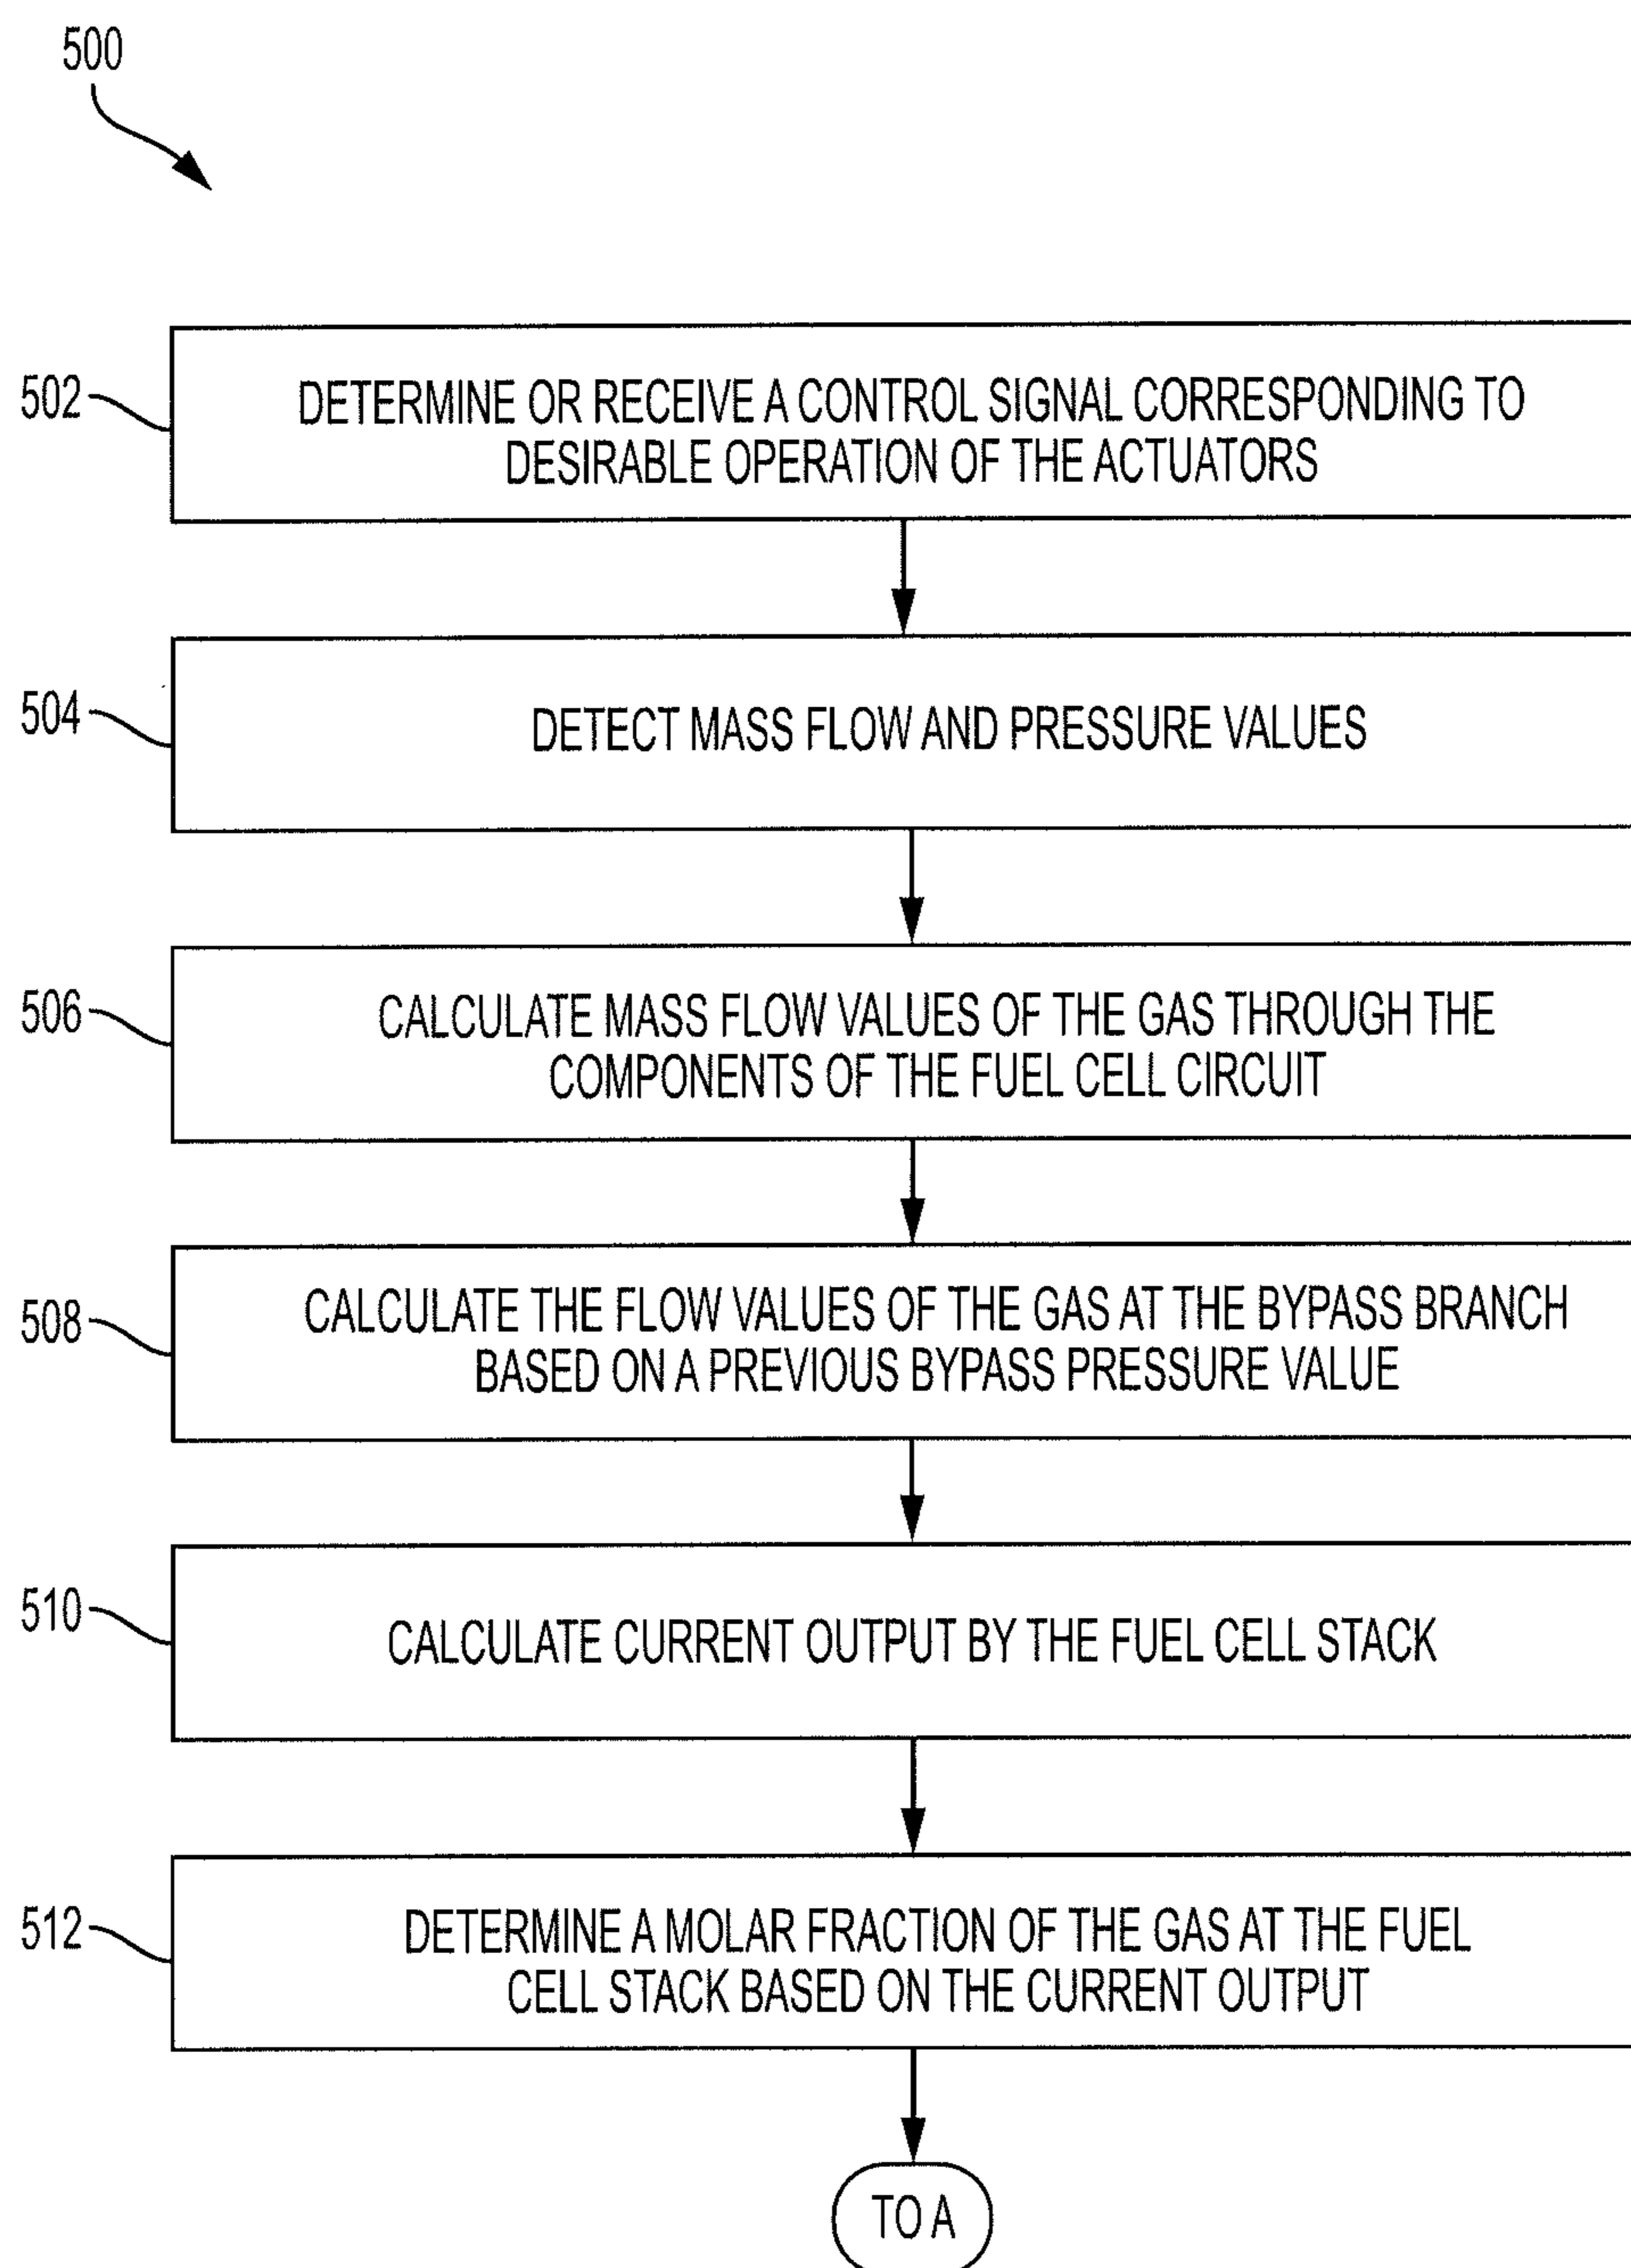 500
502
DETERMINE OR RECEIVE A CONTROL SIGNAL CORRESPONDING TO
DESIRABLE OPERATION OF THE ACTUATORS
504
DETECT MASS FLOW AND PRESSURE VALUES
506
CALCULATE MASS FLOW VALUES OF THE GAS THROUGH THE
COMPONENTS OF THE FUEL CELL CIRCUIT
508
CALCULATE THE FLOW VALUES OF THE GAS AT THE BYPASS BRANCH
BASED ON A PREVIOUS BYPASS PRESSURE VALUE
510
CALCULATE CURRENT OUTPUT BY THE FUEL CELL STACK
512
DETERMINE A MOLAR FRACTION OF THE GAS AT THE FUEL
CELL STACK BASED ON THE CURRENT OUTPUT
TO A